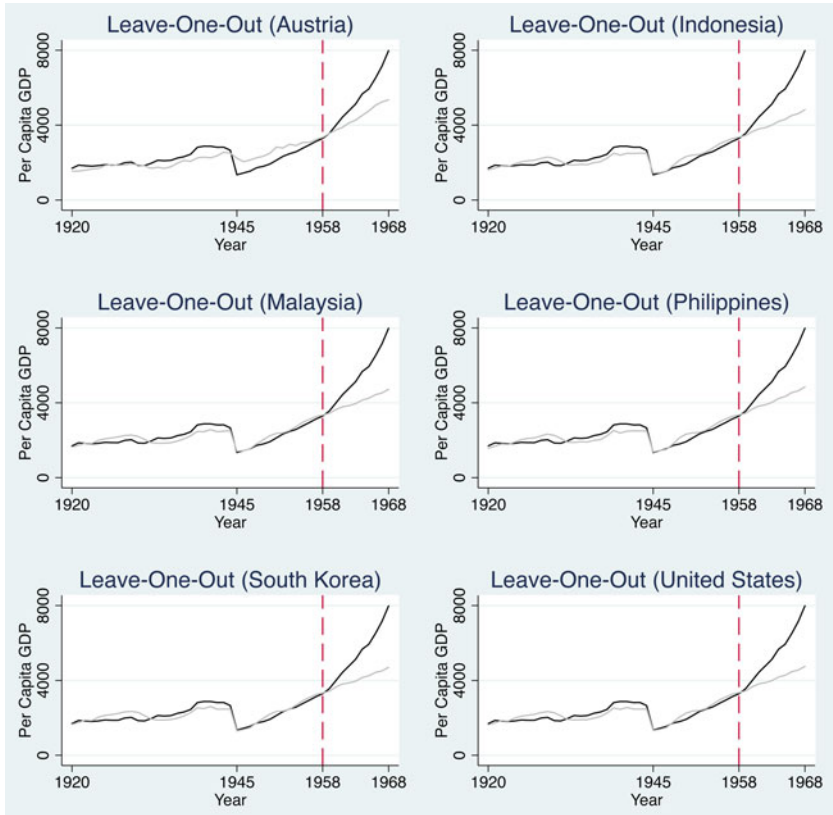 Leave-One-Out (Austria)
Per Capita GDP
8000
4000
0
1920
1945
1958
1968
Year
Leave-One-Out (Indonesia)
Per Capita GDP
8000
4000
0
1920
1945
1958
1968
Year
Leave-One-Out (Malaysia)
Per Capita GDP
8000
4000
0
1920
1945
1958
1968
Year
Leave-One-Out (Philippines)
Per Capita GDP
8000
4000
0
1920
1945
1958
1968
Year
Leave-One-Out (South Korea)
Per Capita GDP
8000
4000
0
1920
1945
1958
1968
Year
Leave-One-Out (United States)
Per Capita GDP
8000
4000
0
1920
1945
1958
1968
Year